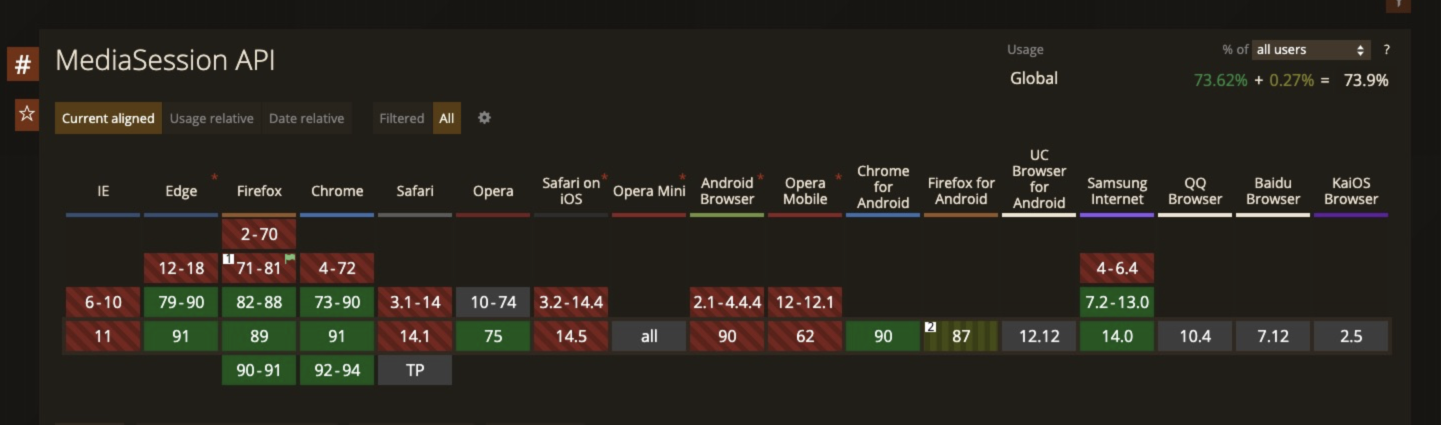 #
MediaSession API
Usage % of all users ?
Global 73.62% + 0.27% = 73.9%
☆
Current aligned Usage relative Date relative Filtered All
IE Edge * Firefox Chrome Safari Opera Safari on iOS * Opera Mini * Android Browser * Opera Mobile * Chrome for Android Firefox for Android UC Browser for Android Samsung Internet QQ Browser Baidu Browser KaiOS Browser
2-70
12-18 1 71-81 4-72 4-6.4
6-10 79-90 82-88 73-90 3.1-14 10-74 3.2-14.4 2.1-4.4.4 12-12.1 7.2-13.0
11 91 89 91 14.1 75 14.5 all 90 62 90 2 87 12.12 14.0 10.4 7.12 2.5
90-91 92-94 TP